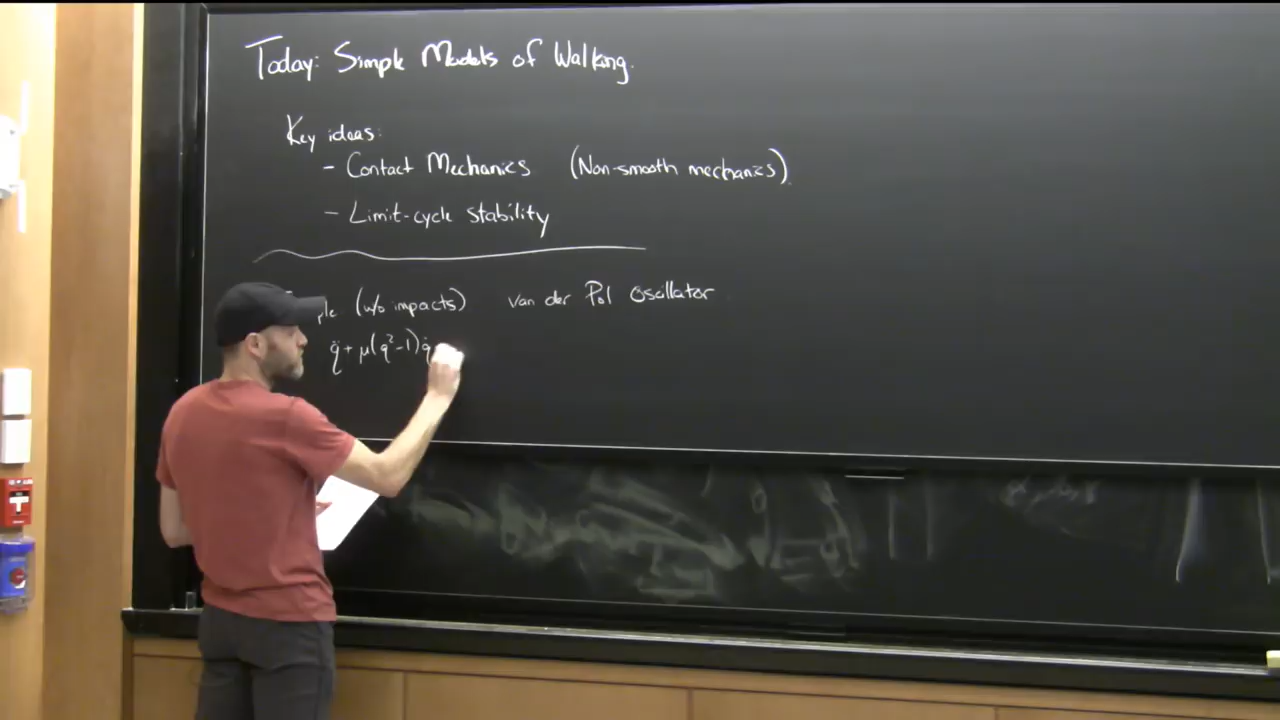 Today: Simple Models of Walking.
Key ideas:
- Contact Mechanics (Non-smooth mechanics).
- Limit-cycle stability
(w/o impacts) van der Pol oscillator
q̈ + μ(q²-1)q̇